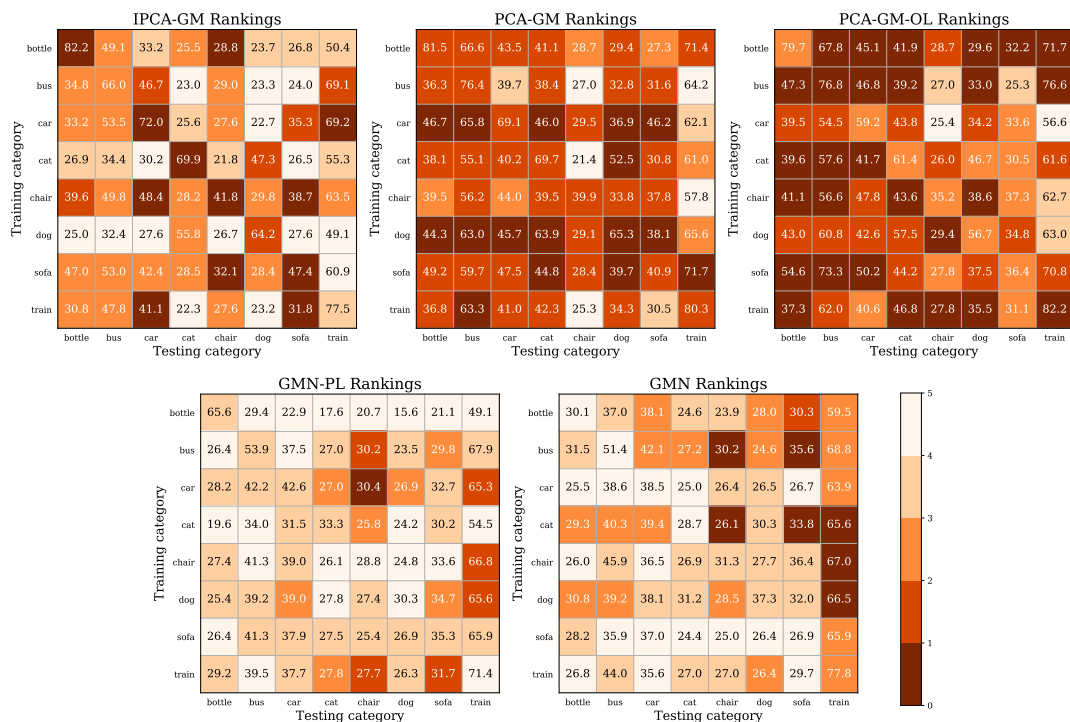 IPCA-GM Rankings
PCA-GM Rankings
PCA-GM-OL Rankings
Training category
bottle 82.2 49.1 33.2 25.5 28.8 23.7 26.8 50.4
bus 34.8 66.0 46.7 23.0 29.0 23.3 24.0 69.1
car 33.2 53.5 72.0 25.6 27.6 22.7 35.3 69.2
cat 26.9 34.4 30.2 69.9 21.8 47.3 26.5 55.3
chair 39.6 49.8 48.4 28.2 41.8 29.8 38.7 63.5
dog 25.0 32.4 27.6 55.8 26.7 64.2 27.6 49.1
sofa 47.0 53.0 42.4 28.5 32.1 28.4 47.4 60.9
train 30.8 47.8 41.1 22.3 27.6 23.2 31.8 77.5
bottle bus car cat chair dog sofa train
Testing category
Training category
bottle 81.5 66.6 43.5 41.1 28.7 29.4 27.3 71.4
bus 36.3 76.4 39.7 38.4 27.0 32.8 31.6 64.2
car 46.7 65.8 69.1 46.0 29.5 36.9 46.2 62.1
cat 38.1 55.1 40.2 69.7 21.4 52.5 30.8 61.0
chair 39.5 56.2 44.0 39.5 39.9 33.9 37.8 57.8
dog 44.3 63.0 45.7 63.9 29.1 65.3 38.1 65.6
sofa 49.2 59.7 47.5 44.8 28.4 39.7 40.9 71.7
train 36.8 63.3 41.0 42.3 25.3 34.3 30.5 80.3
bottle bus car cat chair dog sofa train
Testing category
Training category
bottle 79.7 67.8 45.1 41.9 28.7 29.6 32.2 71.7
bus 47.3 76.8 46.8 39.2 27.0 33.0 25.3 76.6
car 39.5 54.5 59.2 43.8 25.4 34.2 33.6 56.6
cat 39.6 57.6 41.7 61.4 26.0 46.7 30.5 61.6
chair 41.1 56.6 47.8 43.6 35.2 38.6 37.3 62.7
dog 43.0 60.8 42.6 57.5 29.4 56.7 34.8 63.0
sofa 54.6 73.3 50.2 44.2 27.8 37.5 36.4 70.8
train 37.3 62.0 40.6 46.8 27.8 35.5 31.1 82.2
bottle bus car cat chair dog sofa train
Testing category
GMN-PL Rankings
GMN Rankings
Training category
bottle 65.6 29.4 22.9 17.6 20.7 15.6 21.1 49.1
bus 26.4 53.9 37.5 27.0 30.2 23.5 29.8 67.9
car 28.2 42.2 42.6 27.0 30.4 26.9 32.7 65.3
cat 19.6 34.0 31.5 33.3 25.8 24.2 30.2 54.5
chair 27.4 41.3 39.0 26.1 28.8 24.8 33.6 66.8
dog 25.4 39.2 39.0 27.8 27.4 30.3 34.7 65.6
sofa 26.4 41.3 37.9 27.5 25.4 26.9 35.3 65.9
train 29.2 39.5 37.7 27.8 27.7 26.3 31.7 71.4
bottle bus car cat chair dog sofa train
Testing category
Training category
bottle 30.1 37.0 38.1 24.6 23.9 28.0 30.3 59.5
bus 31.5 51.4 42.1 27.2 30.2 24.6 35.6 68.8
car 25.5 38.6 38.5 25.0 26.4 26.5 26.7 63.9
cat 29.3 40.3 39.4 28.7 26.1 30.3 33.8 65.6
chair 26.0 45.9 36.5 26.9 31.3 27.7 36.4 67.0
dog 30.8 39.2 38.1 31.2 28.5 37.3 32.0 66.5
sofa 28.2 35.9 37.0 24.4 25.0 26.4 26.9 65.9
train 26.8 44.0 35.6 27.0 27.0 26.4 29.7 77.8
bottle bus car cat chair dog sofa train
Testing category
5
4
3
2
1
0